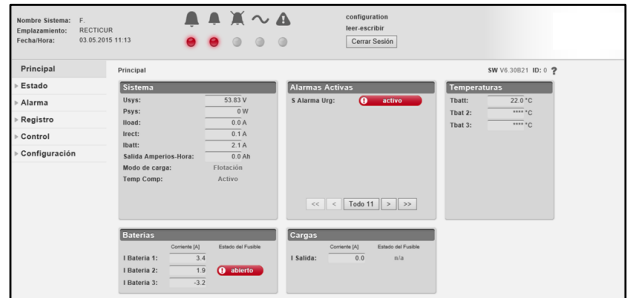 Nombre Sistema: F.
Emplazamiento: RECTICUR
Fecha/Hora: 03.05.2015 11:13
configuration
leer-escribir
Cerrar Sesión
Principal
Estado
Alarma
Registro
Control
Configuración
Principal
SW V6.30B21 ID: 0 ?
Sistema
Usys: 53.83 V
Psys: 0 W
Iload: 0.0 A
Irect: 0.1 A
Ibatt: 2.1 A
Salida Amperios-Hora: 0.0 Ah
Modo de carga: Flotación
Temp Comp: Activo
Alarmas Activas
S Alarma Urg: activo
<< < Todo 11 > >>
Temperaturas
Tbatt: 22.0 °C
Tbat 2: **** °C
Tbat 3: **** °C
Baterías
Corriente [A] Estado del Fusible
I Bateria 1: 3.4
I Bateria 2: 1.9 abierto
I Bateria 3: -3.2
Cargas
Corriente [A] Estado del Fusible
I Salida: 0.0 n/a